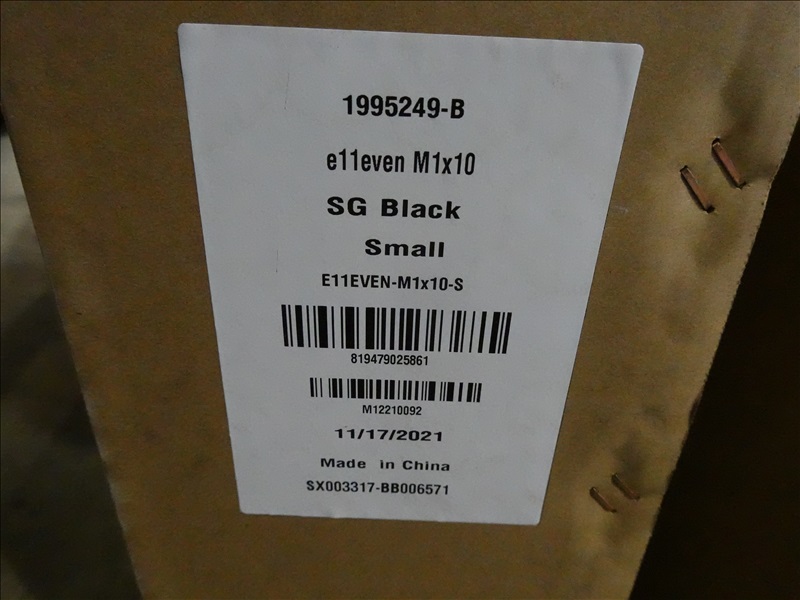 1995249-B
e11even M1x10
SG Black
Small
E11EVEN-M1x10-S
819479025861
M12210092
11/17/2021
Made in China
SX003317-BB006571